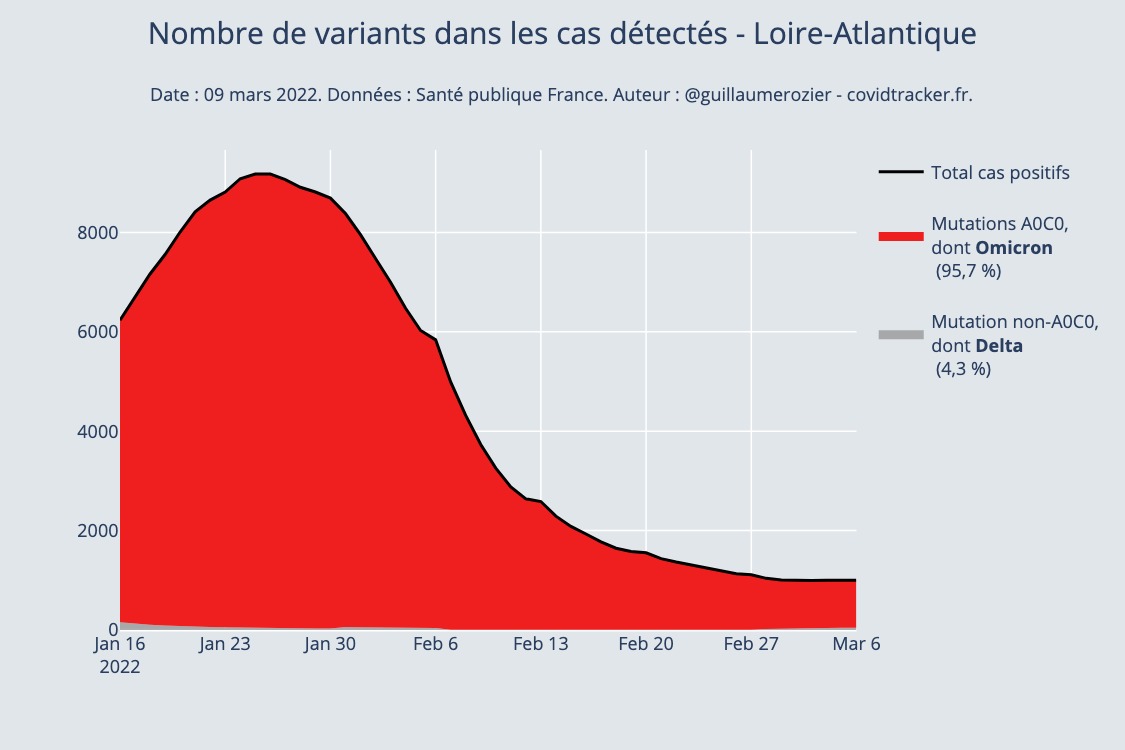 Nombre de variants dans les cas détectés - Loire-Atlantique
Date : 09 mars 2022. Données : Santé publique France. Auteur : @guillaumerozier - covidtracker.fr.
Total cas positifs
Mutations A0C0,
dont Omicron
(95,7 %)
Mutation non-A0C0,
dont Delta
(4,3 %)
8000
6000
4000
2000
0
Jan 16 Jan 23 Jan 30 Feb 6 Feb 13 Feb 20 Feb 27 Mar 6
2022